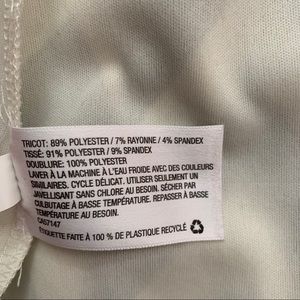 TRICOT: 89% POLYESTER / 7% RAYONNE / 4% SPANDEX
TISSÉ: 91% POLYESTER / 9% SPANDEX
DOUBLURE: 100% POLYESTER
LAVER À LA MACHINE À L'EAU FROIDE AVEC DES COULEURS
SIMILAIRES. CYCLE DÉLICAT. UTILISER SEULEMENT UN
JAVELLISANT SANS CHLORE AU BESOIN. SÉCHER PAR
CULBUTAGE À BASSE TEMPÉRATURE. REPASSER À BASSE
TEMPÉRATURE AU BESOIN.
CA57147
ÉTIQUETTE FAITE À 100 % DE PLASTIQUE RECYCLÉ